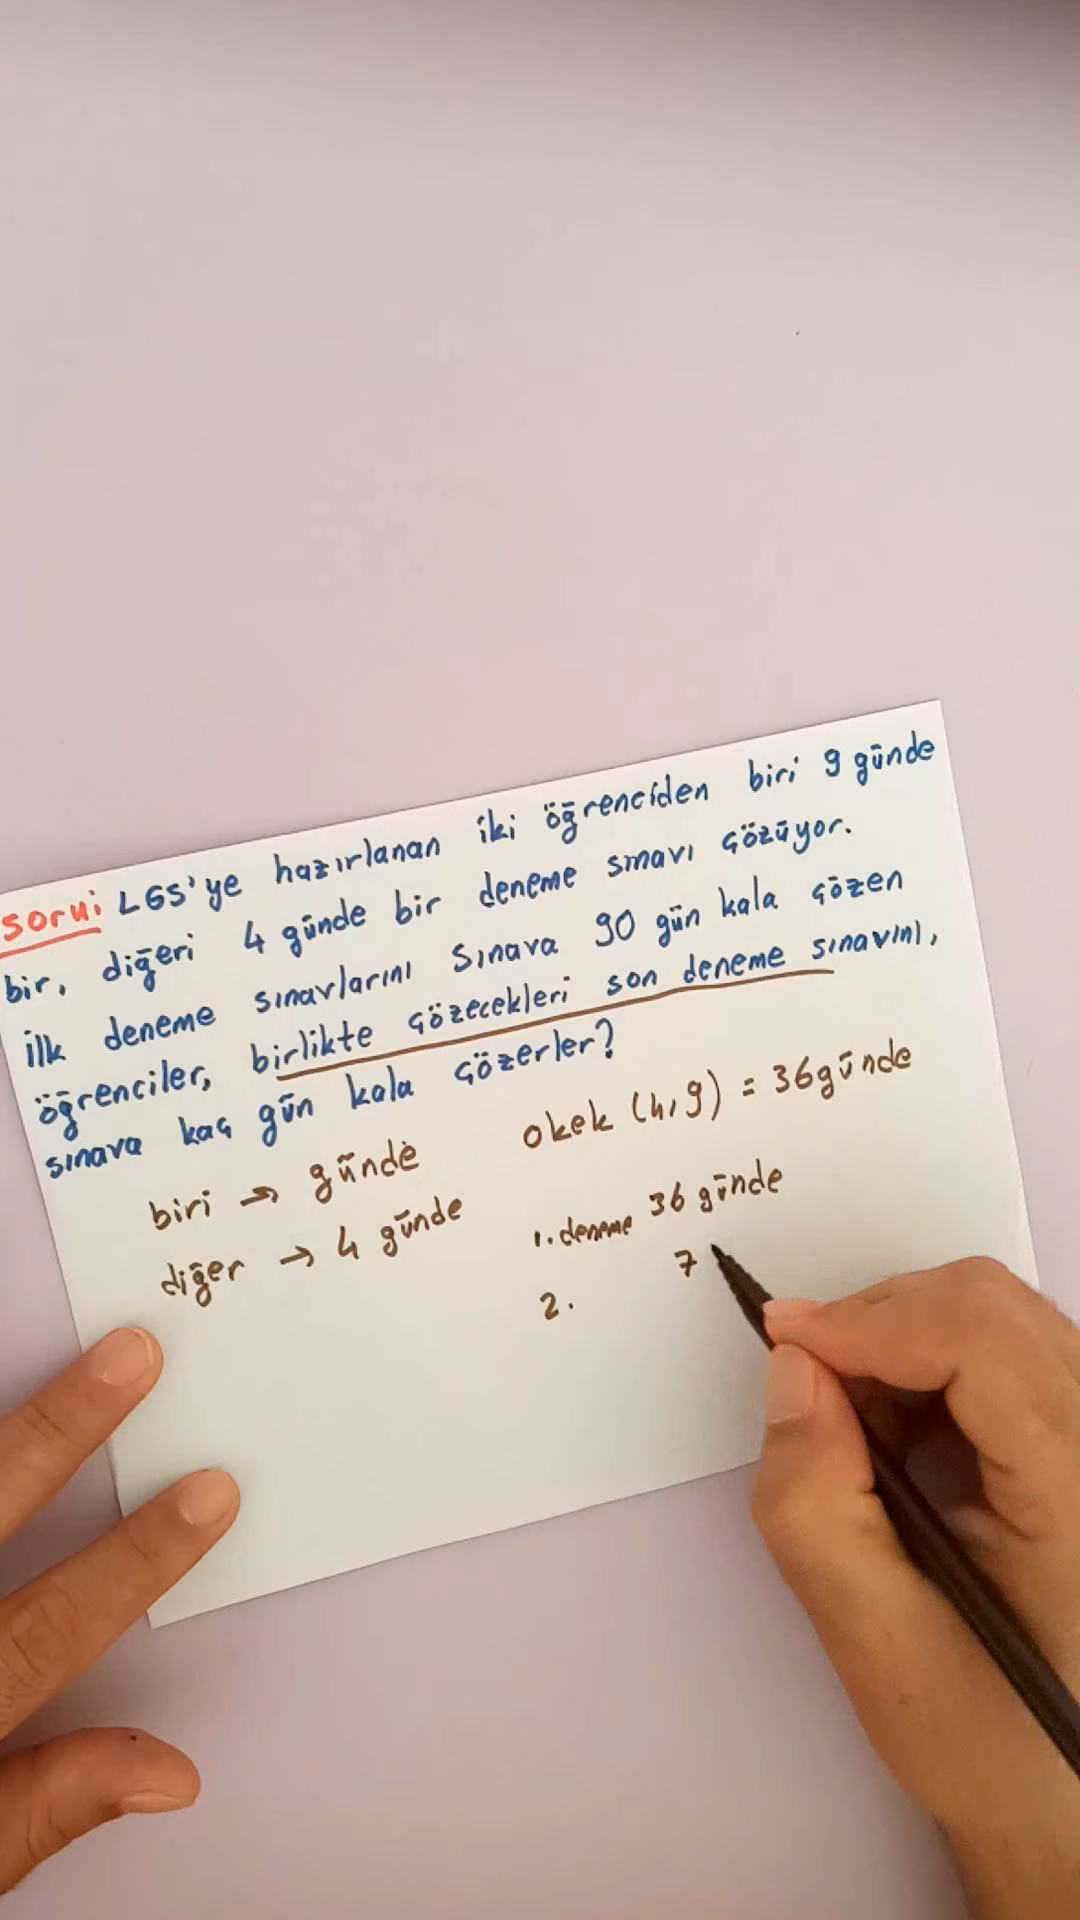 soru: LGS'ye hazırlanan iki öğrenciden biri 9 günde
bir, diğeri 4 günde bir deneme sınavı çözüyor.
ilk deneme sınavlarını sınava 90 gün kala çözen
öğrenciler, birlikte çözecekleri son deneme sınavını,
sınava kaç gün kala çözerler?
biri → günde
diğer → 4 günde
okek (4,9) = 36 günde
1. deneme 36 günde
2. 7